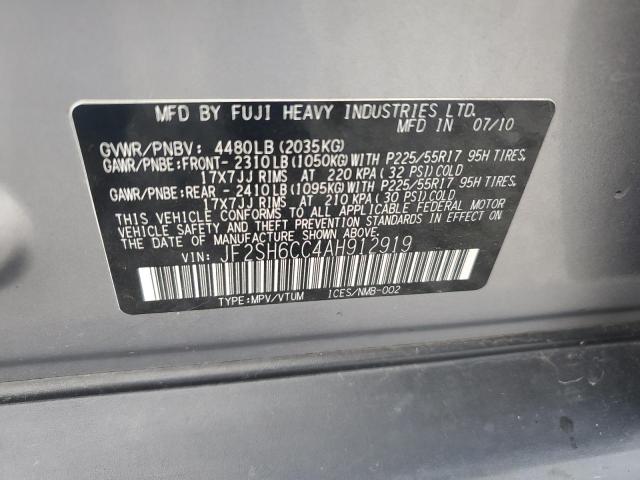 MFD BY FUJI HEAVY INDUSTRIES LTD.
MFD IN 07/10
GVWR/PNBV: 4480LB (2035KG)
GAWR/PNBE:FRONT- 2310LB (1050KG) WITH P225/55R17 95H TIRES,
17X7JJ RIMS AT 220 KPA (32 PSI) COLD
GAWR/PNBE:REAR - 2410LB (1095KG) WITH P225/55R17 95H TIRES,
17X7JJ RIMS AT 210 KPA (30 PSI) COLD
THIS VEHICLE CONFORMS TO ALL APPLICABLE FEDERAL MOTOR
VEHICLE SAFETY AND THEFT PREVENTION STANDARDS IN EFFECT
ON THE DATE OF MANUFACTURE SHOWN ABOVE.
VIN: JF2SH6CC4AH912919
TYPE:MPV/VTUM ICES/NMB-002